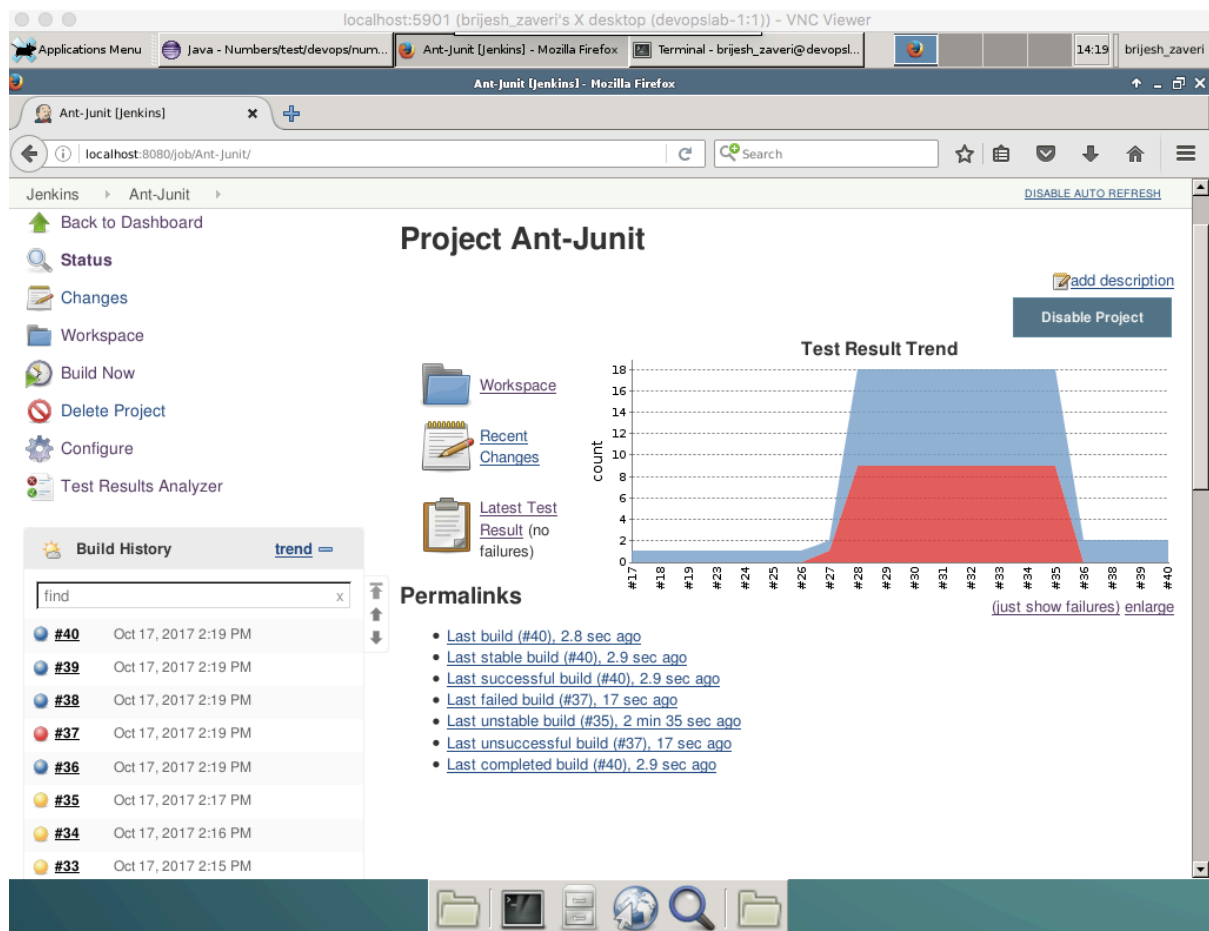 localhost:5901 (brijesh_zaveri's X desktop (devopslab-1:1)) - VNC Viewer
Applications Menu Java - Numbers/test/devops/num... Ant-Junit [Jenkins] - Mozilla Firefox Terminal - brijesh_zaveri@devopsl... 14:19 brijesh_zaveri
Ant-Junit [Jenkins] - Mozilla Firefox
Ant-Junit [Jenkins]
localhost:8080/job/Ant-Junit/ Search
Jenkins Ant-Junit DISABLE AUTO REFRESH
Back to Dashboard
Status
Changes
Workspace
Build Now
Delete Project
Configure
Test Results Analyzer
Build History trend
find x
#40 Oct 17, 2017 2:19 PM
#39 Oct 17, 2017 2:19 PM
#38 Oct 17, 2017 2:19 PM
#37 Oct 17, 2017 2:19 PM
#36 Oct 17, 2017 2:19 PM
#35 Oct 17, 2017 2:17 PM
#34 Oct 17, 2017 2:16 PM
#33 Oct 17, 2017 2:15 PM
Project Ant-Junit
add description
Disable Project
Workspace
Recent
Changes
Latest Test
Result (no
failures)
Test Result Trend
count
18
16
14
12
10
8
6
4
2
0
#17 #18 #19 #23 #24 #25 #26 #27 #28 #29 #30 #31 #32 #33 #34 #35 #36 #38 #39 #40
(just show failures) enlarge
Permalinks
Last build (#40), 2.8 sec ago
Last stable build (#40), 2.9 sec ago
Last successful build (#40), 2.9 sec ago
Last failed build (#37), 17 sec ago
Last unstable build (#35), 2 min 35 sec ago
Last unsuccessful build (#37), 17 sec ago
Last completed build (#40), 2.9 sec ago